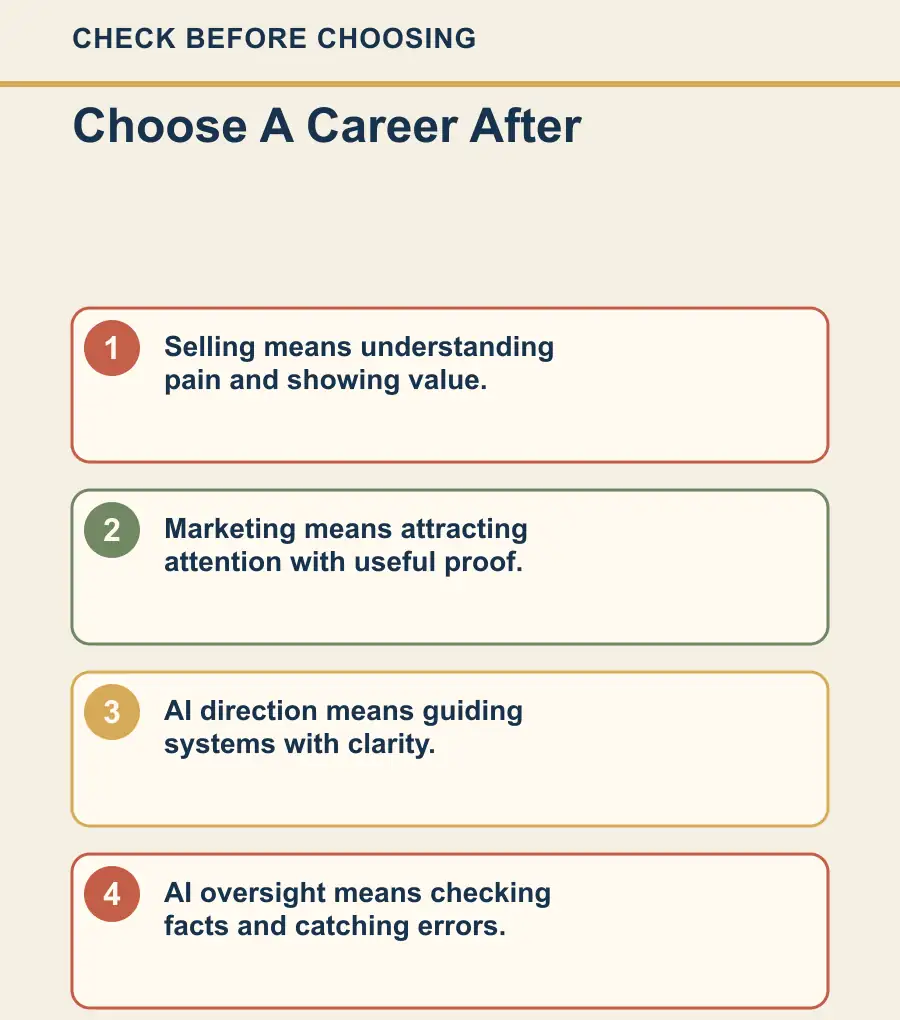 CHECK BEFORE CHOOSING
Choose A Career After
1
Selling means understanding
pain and showing value.
2
Marketing means attracting
attention with useful proof.
3
AI direction means guiding
systems with clarity.
4
AI oversight means checking
facts and catching errors.